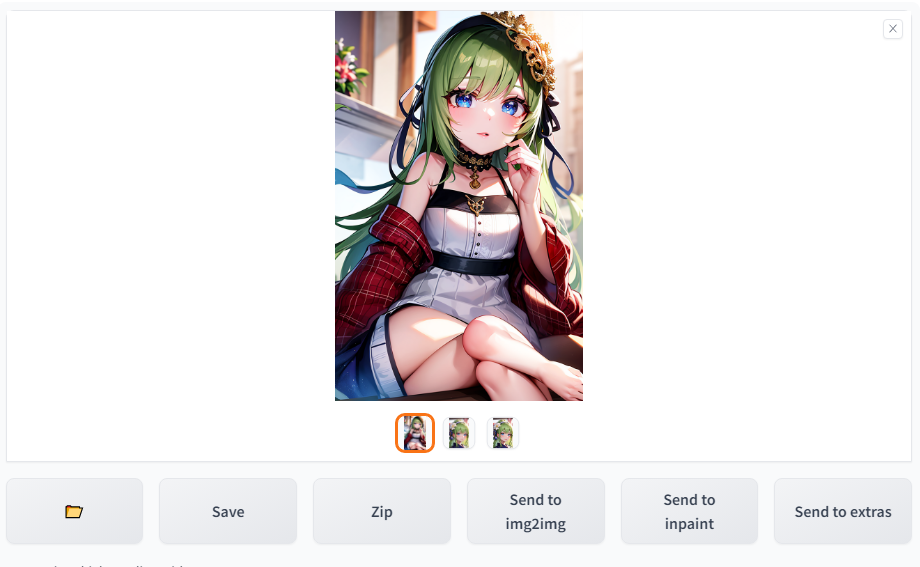 Save
Zip
Send to
img2img
Send to
inpaint
Send to extras